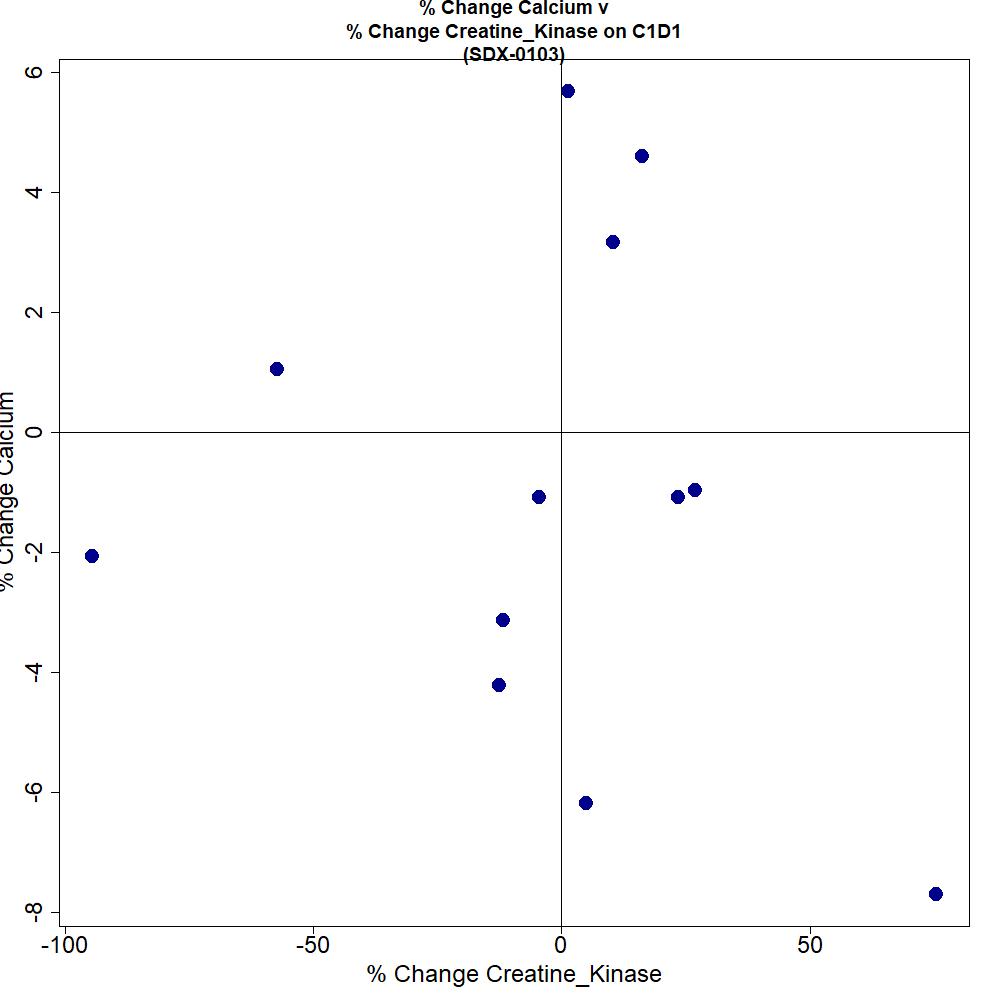 % Change Calcium v
% Change Creatine_Kinase on C1D1
(SDX-0103)
6
4
2
0
-2
-4
-6
-8
% Change Calcium
-100
-50
0
50
% Change Creatine_Kinase